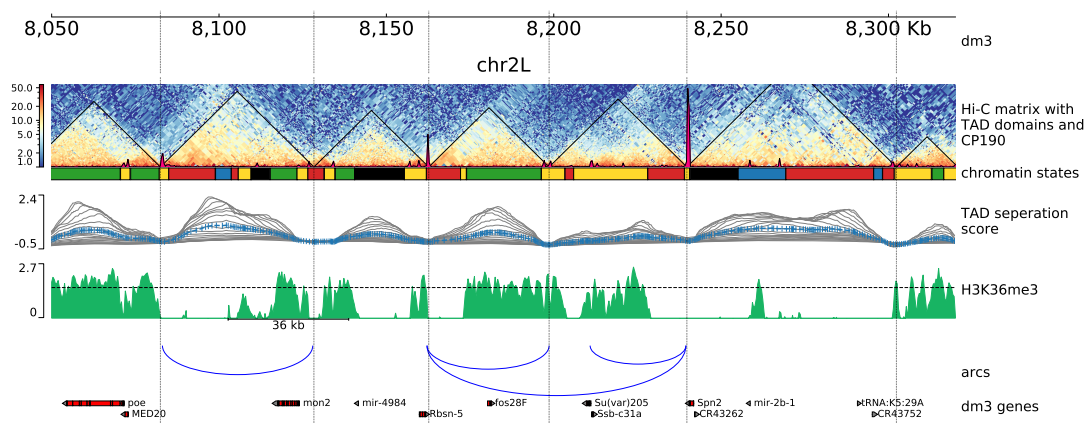 8,050 8,100 8,150 8,200 8,250 8,300 Kb
dm3
chr2L
50.0
20.0
10.0
5.0
2.0
1.0
Hi-C matrix with
TAD domains and
CP190
chromatin states
2.4
-0.5
TAD seperation
score
2.7
0
H3K36me3
36 kb
arcs
poe mon2 mir-4984 fos28F Su(var)205 Spn2 mir-2b-1 tRNA:K5:29A
MED20 Rbsn-5 Ssb-c31a CR43262 CR43752
dm3 genes